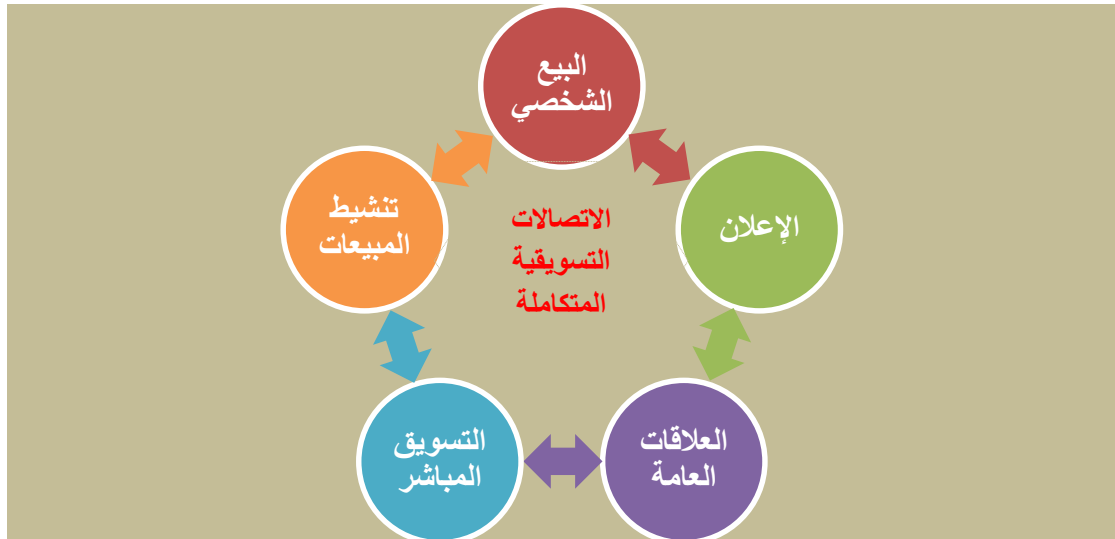 البيع
الشخصي
الإعلان
العلاقات
العامة
التسويق
المباشر
تنشيط
المبيعات
الاتصالات
التسويقية
المتكاملة